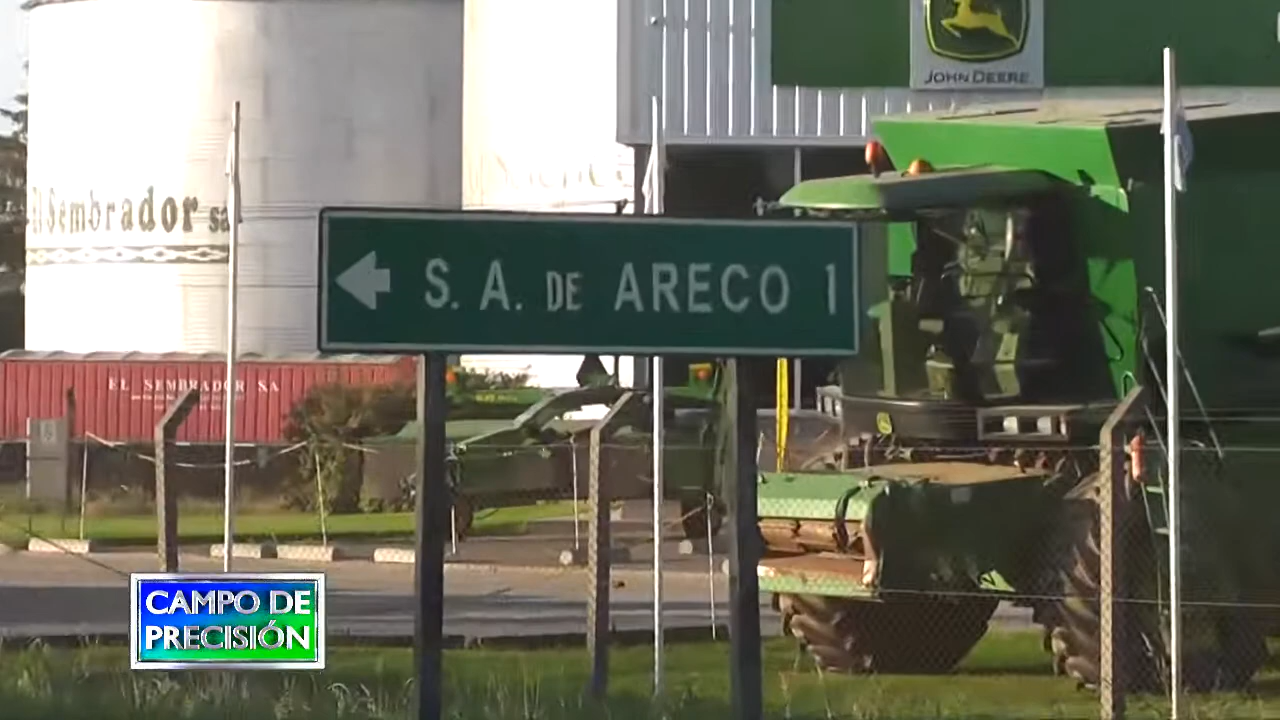 JOHN DEERE
El Sembrador sa
S. A. DE ARECO 1
EL SEMBRADOR SA
CAMPO DE
PRECISIÓN